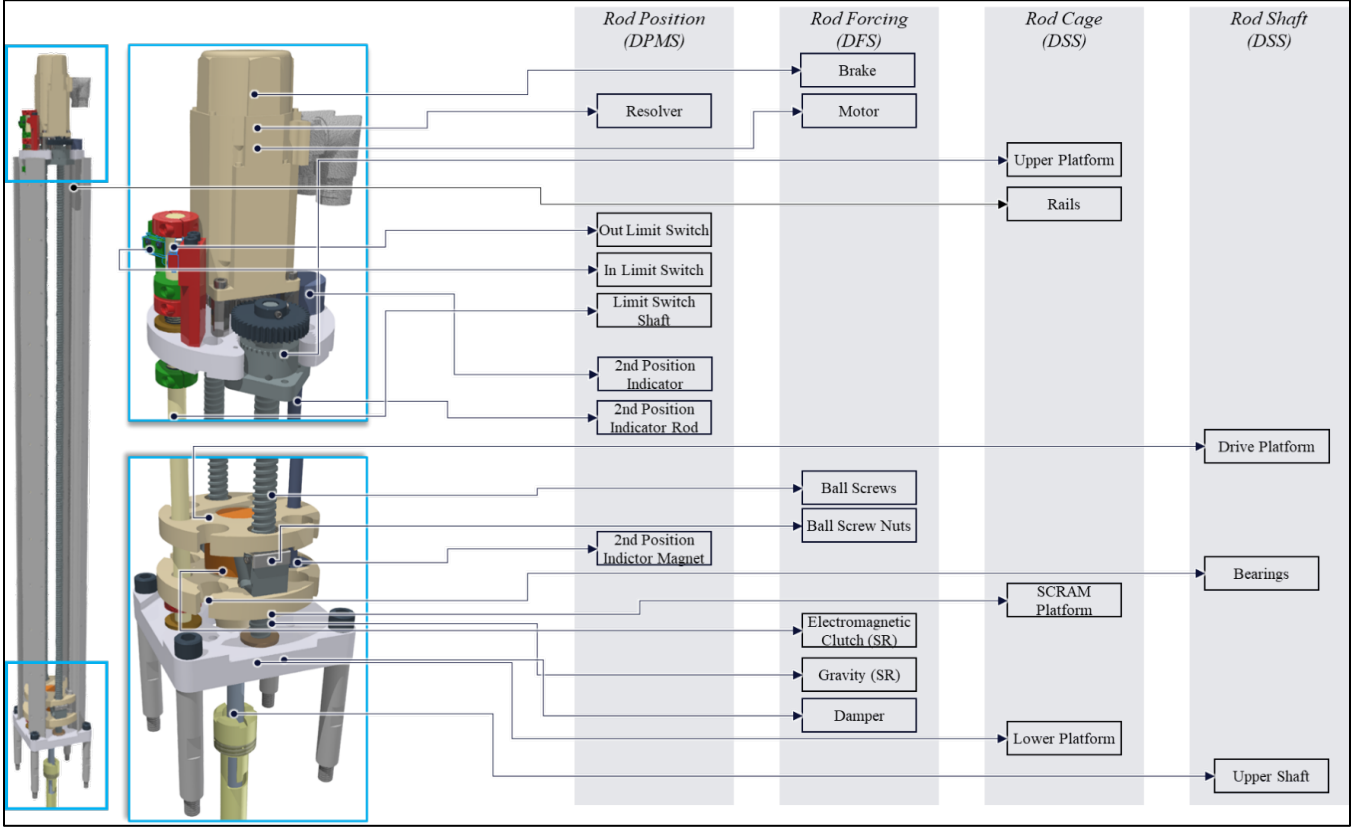 Rod Position
(DPMS)
Rod Forcing
(DFS)
Rod Cage
(DSS)
Rod Shaft
(DSS)
Brake
Resolver
Motor
Upper Platform
Rails
Out Limit Switch
In Limit Switch
Limit Switch
Shaft
2nd Position
Indicator
2nd Position
Indicator Rod
Drive Platform
Ball Screws
Ball Screw Nuts
2nd Position
Indictor Magnet
Bearings
SCRAM
Platform
Electromagnetic
Clutch (SR)
Gravity (SR)
Damper
Lower Platform
Upper Shaft